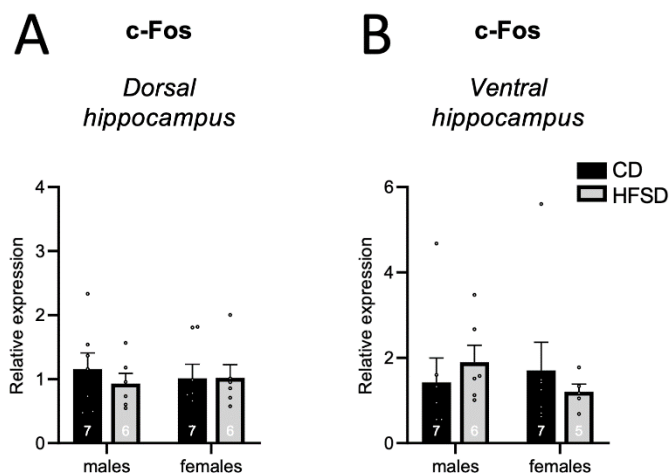 A
c-Fos
Dorsal
hippocampus
Relative expression
4
3
2
1
0
7
6
7
6
males
females
B
c-Fos
Ventral
hippocampus
CD
HFSD
Relative expression
6
4
2
0
7
6
7
5
males
females